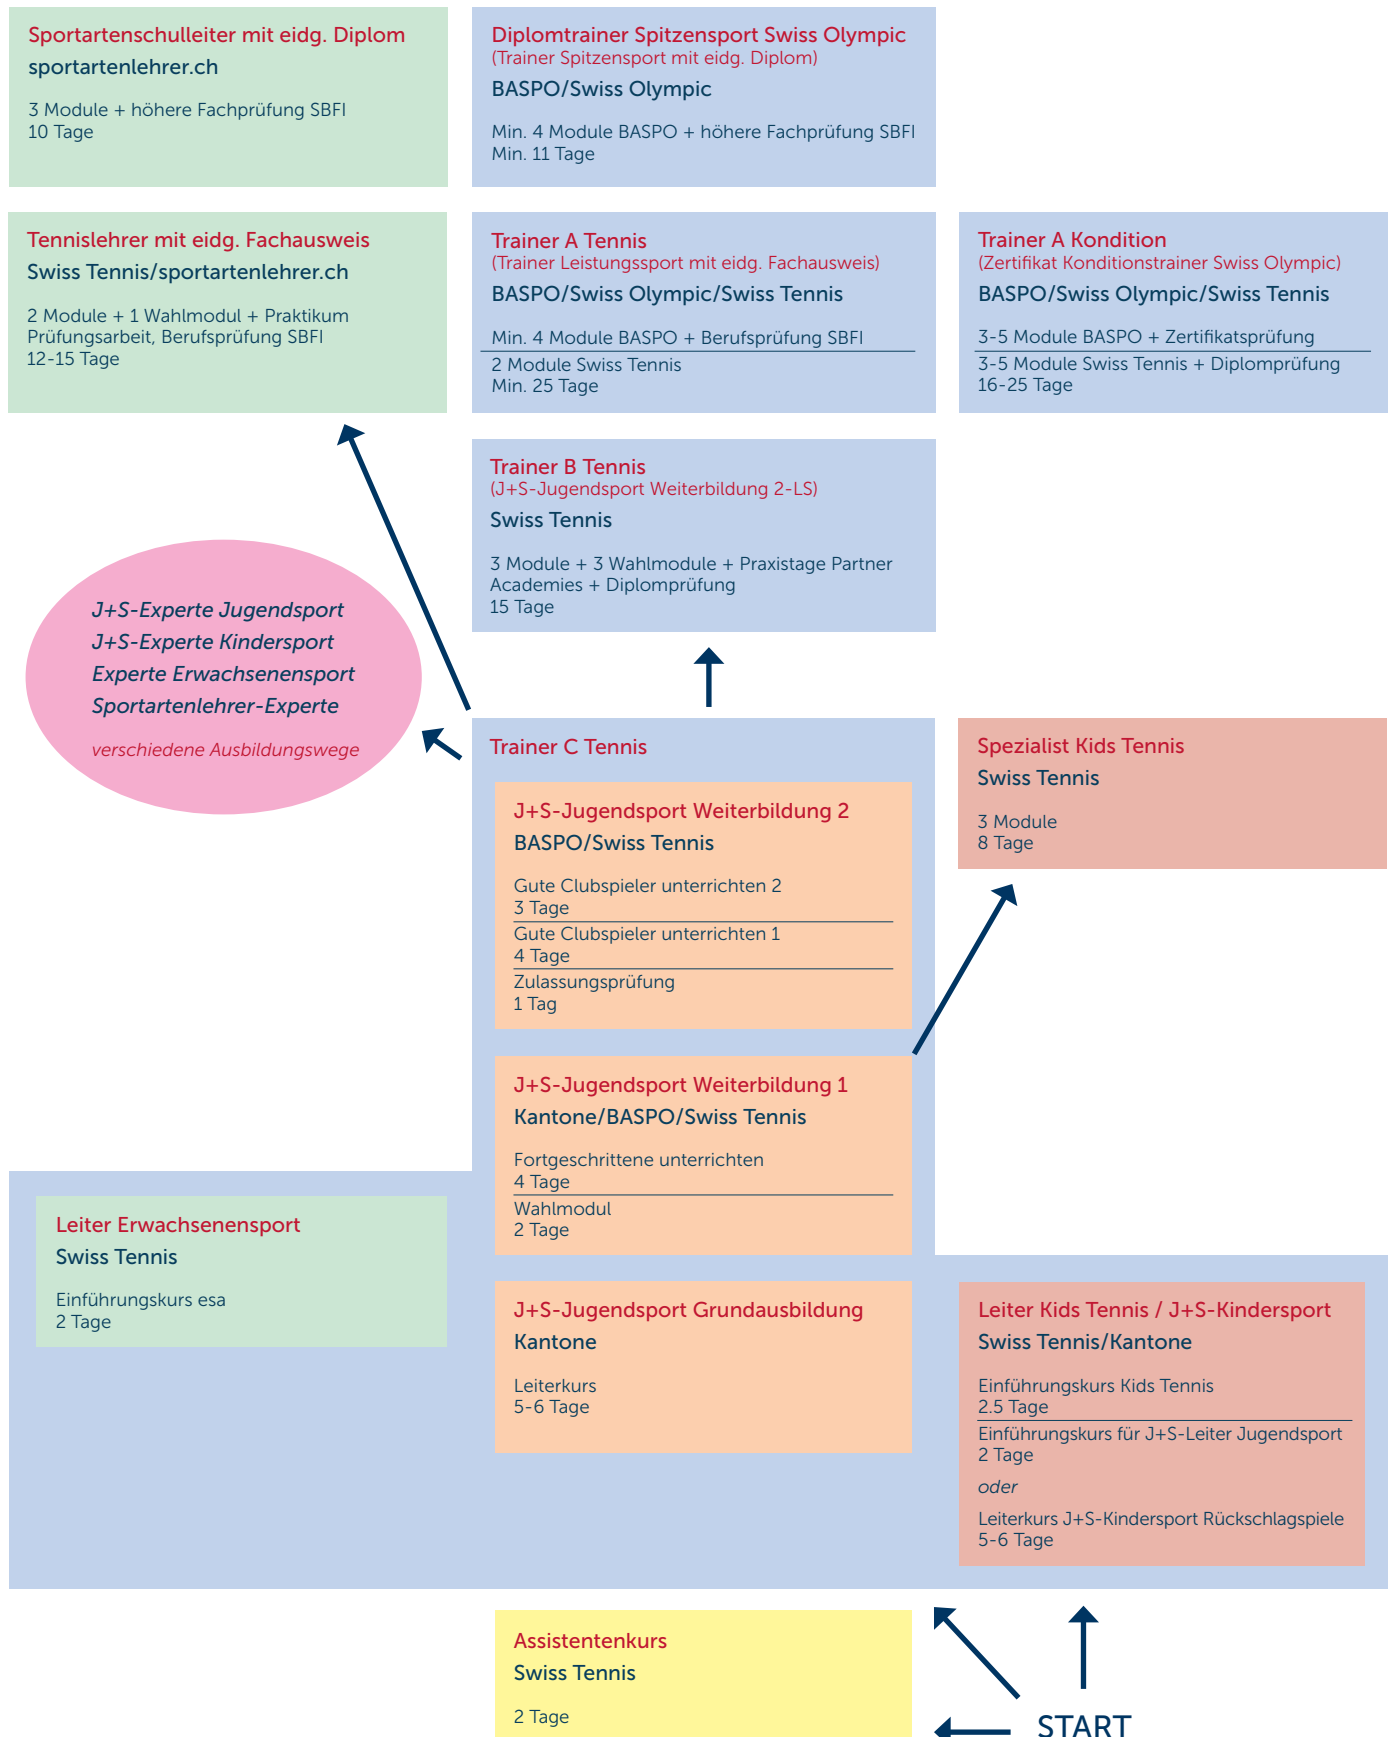 Sportartenschulleiter mit eidg. Diplom
sportartenlehrer.ch
3 Module + höhere Fachprüfung SBFI
10 Tage
Diplomtrainer Spitzensport Swiss Olympic
(Trainer Spitzensport mit eidg. Diplom)
BASPO/Swiss Olympic
Min. 4 Module BASPO + höhere Fachprüfung SBFI
Min. 11 Tage
Tennislehrer mit eidg. Fachausweis
Swiss Tennis/sportartenlehrer.ch
2 Module + 1 Wahlmodul + Praktikum
Prüfungsarbeit, Berufsprüfung SBFI
12-15 Tage
Trainer A Tennis
(Trainer Leistungssport mit eidg. Fachausweis)
BASPO/Swiss Olympic/Swiss Tennis
Min. 4 Module BASPO + Berufsprüfung SBFI
2 Module Swiss Tennis
Min. 25 Tage
Trainer A Kondition
(Zertifikat Konditionstrainer Swiss Olympic)
BASPO/Swiss Olympic/Swiss Tennis
3-5 Module BASPO + Zertifikatsprüfung
3-5 Module Swiss Tennis + Diplomprüfung
16-25 Tage
Trainer B Tennis
(J+S-Jugendsport Weiterbildung 2-LS)
Swiss Tennis
3 Module + 3 Wahlmodule + Praxistage Partner
Academies + Diplomprüfung
15 Tage
J+S-Experte Jugendsport
J+S-Experte Kindersport
Experte Erwachsenensport
Sportartenlehrer-Experte
verschiedene Ausbildungswege
Trainer C Tennis
J+S-Jugendsport Weiterbildung 2
BASPO/Swiss Tennis
Gute Clubspieler unterrichten 2
3 Tage
Gute Clubspieler unterrichten 1
4 Tage
Zulassungsprüfung
1 Tag
Spezialist Kids Tennis
Swiss Tennis
3 Module
8 Tage
J+S-Jugendsport Weiterbildung 1
Kantone/BASPO/Swiss Tennis
Fortgeschrittene unterrichten
4 Tage
Wahlmodul
2 Tage
Leiter Erwachsenensport
Swiss Tennis
Einführungskurs esa
2 Tage
J+S-Jugendsport Grundausbildung
Kantone
Leiterkurs
5-6 Tage
Leiter Kids Tennis / J+S-Kindersport
Swiss Tennis/Kantone
Einführungskurs Kids Tennis
2.5 Tage
Einführungskurs für J+S-Leiter Jugendsport
2 Tage
oder
Leiterkurs J+S-Kindersport Rückschlagspiele
5-6 Tage
Assistentenkurs
Swiss Tennis
2 Tage
START